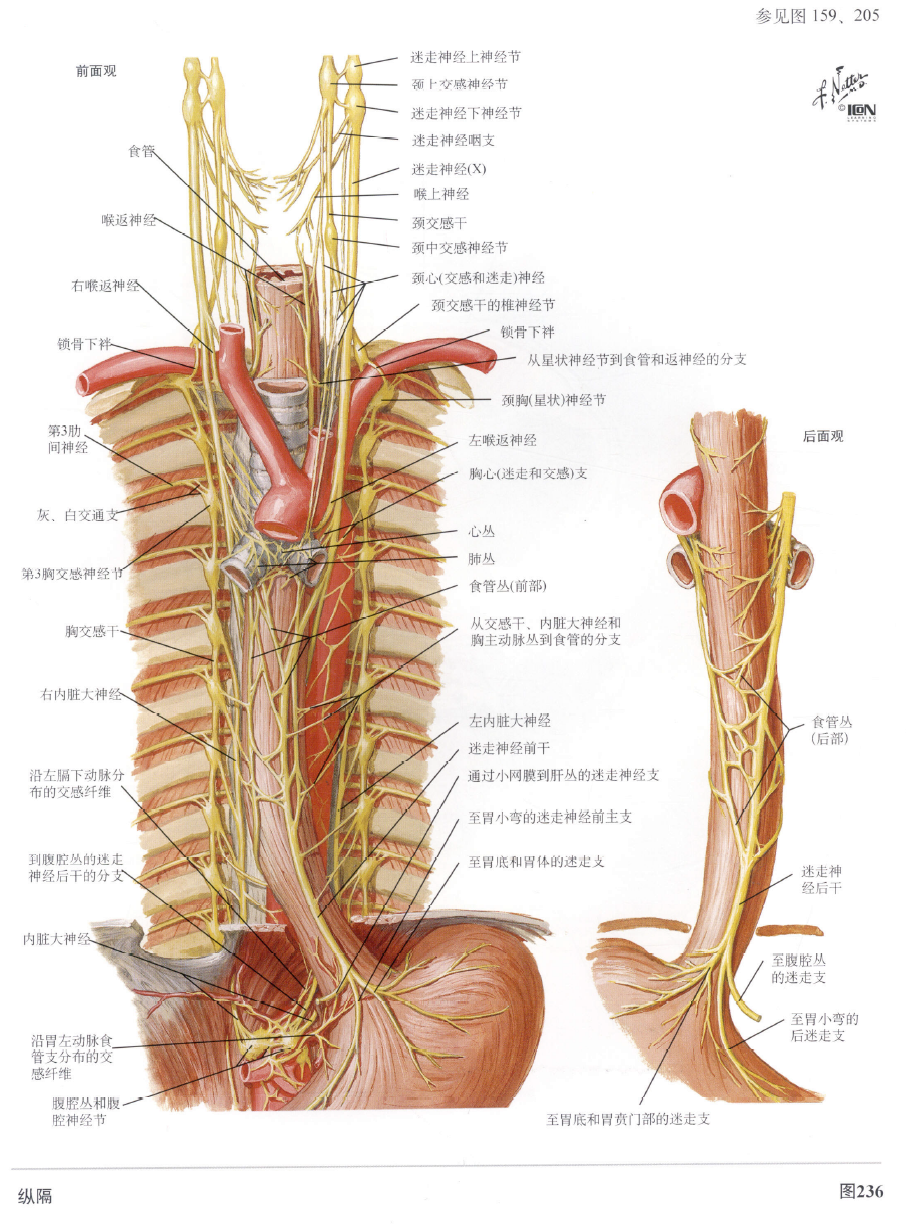 参见图 159、205
前面观
迷走神经上神经节
颈上交感神经节
迷走神经下神经节
迷走神经咽支
迷走神经(X)
喉上神经
颈交感干
颈中交感神经节
颈心(交感和迷走)神经
颈交感干的椎神经节
锁骨下袢
从星状神经节到食管和返神经的分支
颈胸(星状)神经节
左喉返神经
胸心(迷走和交感)支
心丛
肺丛
食管丛(前部)
从交感干、内脏大神经和
胸主动脉丛到食管的分支
左内脏大神经
迷走神经前干
通过小网膜到肝丛的迷走神经支
至胃小弯的迷走神经前主支
至胃底和胃体的迷走支
食管
喉返神经
右喉返神经
锁骨下袢
第3肋
间神经
灰、白交通支
第3胸交感神经节
胸交感干
右内脏大神经
沿左膈下动脉分
布的交感纤维
到腹腔丛的迷走
神经后干的分支
内脏大神经
沿胃左动脉食
管支分布的交
感纤维
腹腔丛和腹
腔神经节
后面观
食管丛
(后部)
迷走神
经后干
至腹腔丛
的迷走支
至胃小弯的
后迷走支
至胃底和胃贲门部的迷走支
F. Netter
M.D.
© ICON
LEARNING
SYSTEMS
纵隔
图236